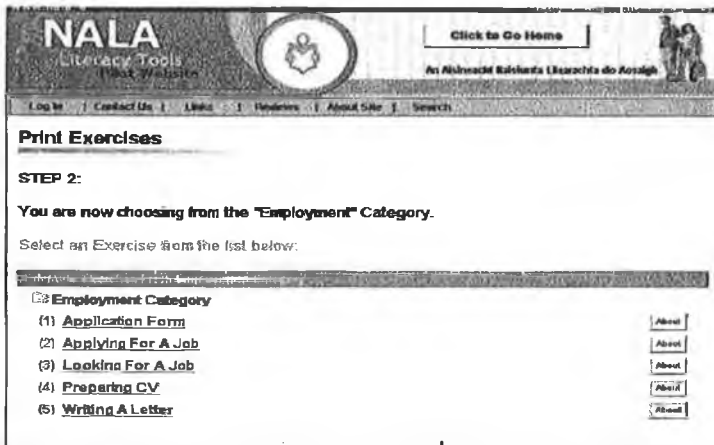 NALA
Click to Go Home
Literacy Tools
Pilot Website
An Áisíneacht Náisiúnta Litearachta do Aosaigh
Log In | Contact Us | Links | Reviews | About Site | Search
Print Exercises
STEP 2:
You are now choosing from the "Employment" Category.
Select an Exercise from the list below:
Employment Category
(1) Application Form About
(2) Applying For A Job About
(3) Looking For A Job About
(4) Preparing CV About
(5) Writing A Letter About